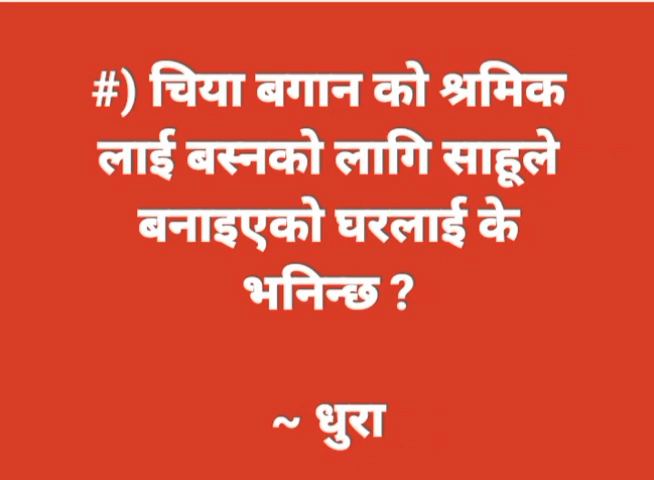 #) चिया बगान को श्रमिक
लाई बस्नको लागि साहूले
बनाइएको घरलाई के
भनिन्छ ?
~ धुरा